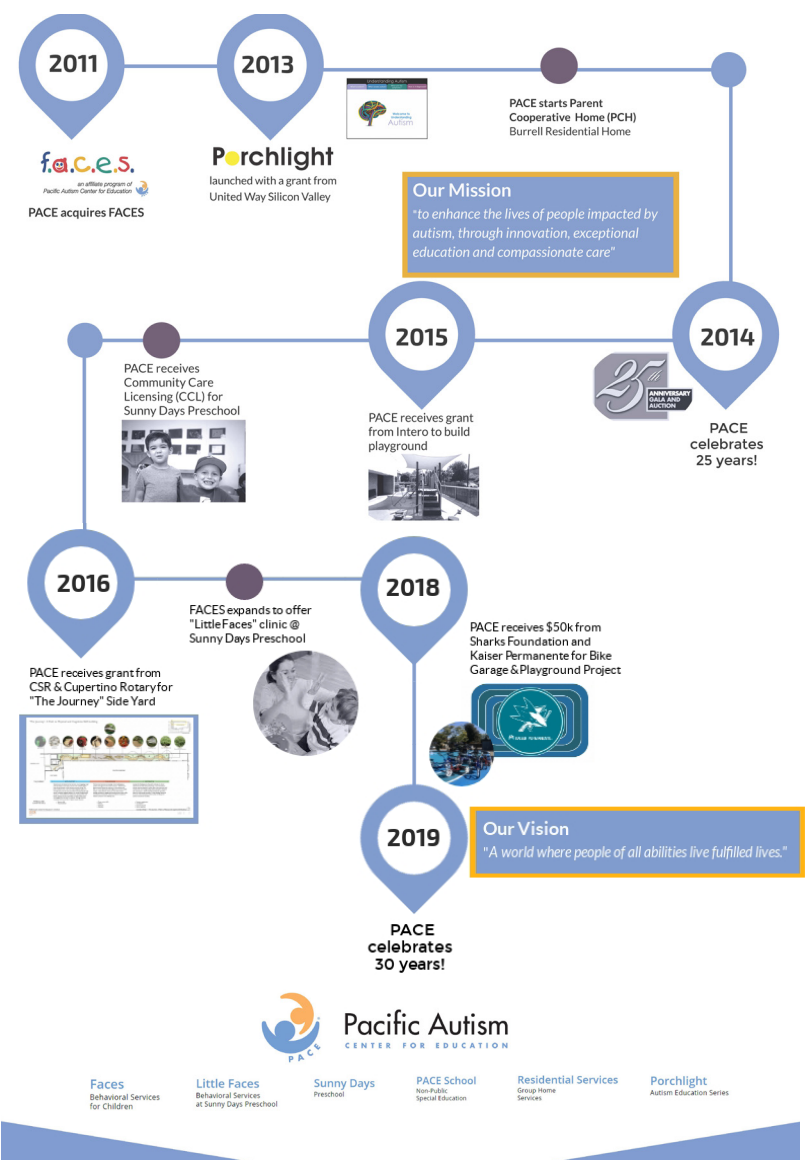 2011
2013
f.a.c.e.s.
an affiliate program of
Pacific Autism Center for Education
PACE acquires FACES
Porchlight
launched with a grant from
United Way Silicon Valley
Understanding Autism
Welcome to
Understanding
Autism
PACE starts Parent
Cooperative Home (PCH)
Burrell Residential Home
Our Mission
"to enhance the lives of people impacted by
autism, through innovation, exceptional
education and compassionate care"
2014
25th
ANNIVERSARY
GALA AND
AUCTION
PACE
celebrates
25 years!
2015
PACE receives grant
from Intero to build
playground
PACE receives
Community Care
Licensing (CCL) for
Sunny Days Preschool
2016
PACE receives grant from
CSR & Cupertino Rotary for
"The Journey" Side Yard
FACES expands to offer
"Little Faces" clinic @
Sunny Days Preschool
2018
PACE receives $50k from
Sharks Foundation and
Kaiser Permanente for Bike
Garage & Playground Project
2019
Our Vision
"A world where people of all abilities live fulfilled lives."
PACE
celebrates
30 years!
PACE
Pacific Autism
CENTER FOR EDUCATION
Faces
Behavioral Services
for Children
Little Faces
Behavioral Services
at Sunny Days Preschool
Sunny Days
Preschool
PACE School
Non-Public
Special Education
Residential Services
Group Home
Services
Porchlight
Autism Education Series